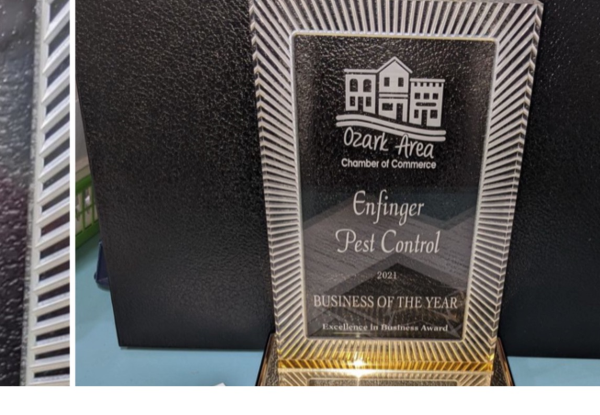 Ozark Area
Chamber of Commerce
Enfinger
Pest Control
2021
BUSINESS OF THE YEAR
Excellence in Business Award